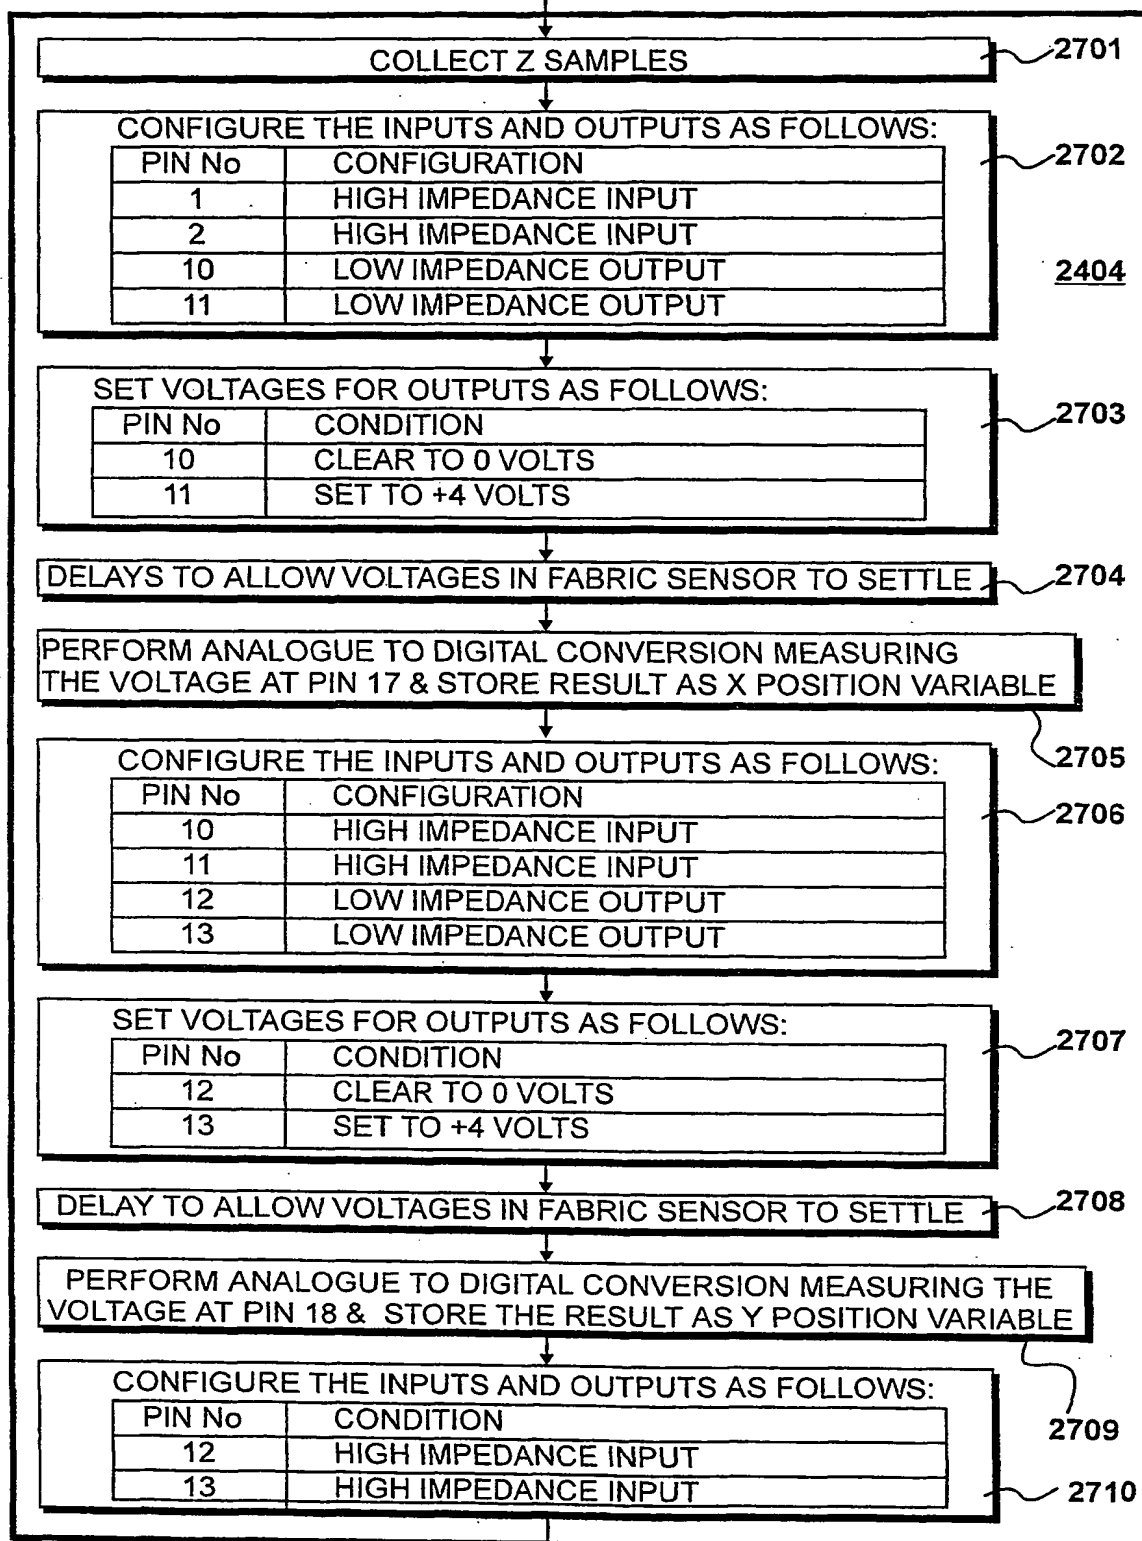 COLLECT Z SAMPLES
2701
CONFIGURE THE INPUTS AND OUTPUTS AS FOLLOWS:
2702
PIN No CONFIGURATION
1 HIGH IMPEDANCE INPUT
2 HIGH IMPEDANCE INPUT
10 LOW IMPEDANCE OUTPUT
2404
11 LOW IMPEDANCE OUTPUT
SET VOLTAGES FOR OUTPUTS AS FOLLOWS:
2703
PIN No CONDITION
10 CLEAR TO 0 VOLTS
11 SET TO +4 VOLTS
DELAYS TO ALLOW VOLTAGES IN FABRIC SENSOR TO SETTLE
2704
PERFORM ANALOGUE TO DIGITAL CONVERSION MEASURING
THE VOLTAGE AT PIN 17 & STORE RESULT AS X POSITION VARIABLE
2705
CONFIGURE THE INPUTS AND OUTPUTS AS FOLLOWS:
2706
PIN No CONFIGURATION
10 HIGH IMPEDANCE INPUT
11 HIGH IMPEDANCE INPUT
12 LOW IMPEDANCE OUTPUT
13 LOW IMPEDANCE OUTPUT
SET VOLTAGES FOR OUTPUTS AS FOLLOWS:
2707
PIN No CONDITION
12 CLEAR TO 0 VOLTS
13 SET TO +4 VOLTS
DELAY TO ALLOW VOLTAGES IN FABRIC SENSOR TO SETTLE
2708
PERFORM ANALOGUE TO DIGITAL CONVERSION MEASURING THE
VOLTAGE AT PIN 18 & STORE THE RESULT AS Y POSITION VARIABLE
2709
CONFIGURE THE INPUTS AND OUTPUTS AS FOLLOWS:
PIN No CONDITION
12 HIGH IMPEDANCE INPUT
13 HIGH IMPEDANCE INPUT
2710